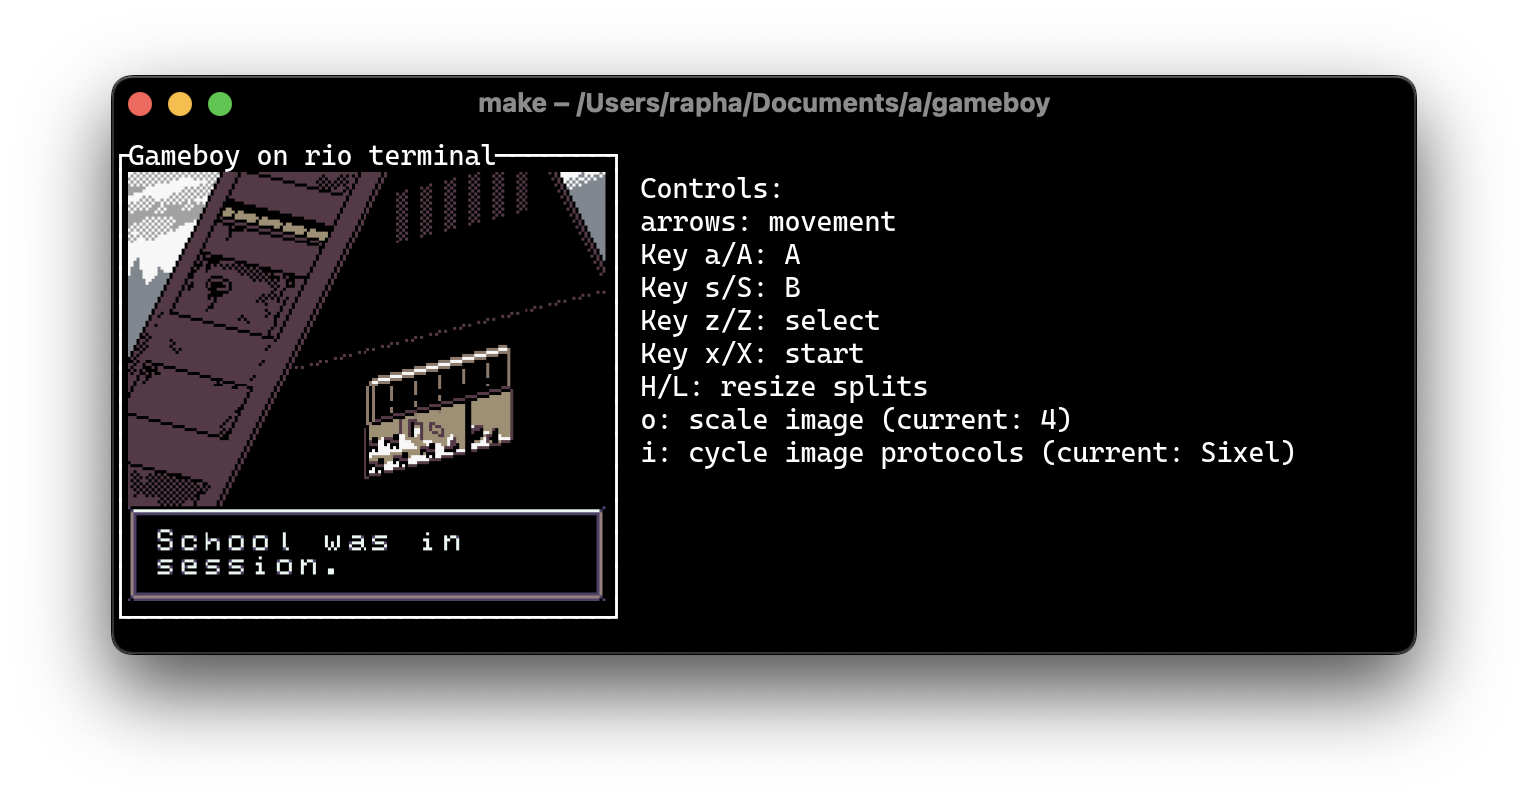 make – /Users/rapha/Documents/a/gameboy
Gameboy on rio terminal
Controls:
arrows: movement
Key a/A: A
Key s/S: B
Key z/Z: select
Key x/X: start
H/L: resize splits
o: scale image (current: 4)
i: cycle image protocols (current: Sixel)
School was in
session.